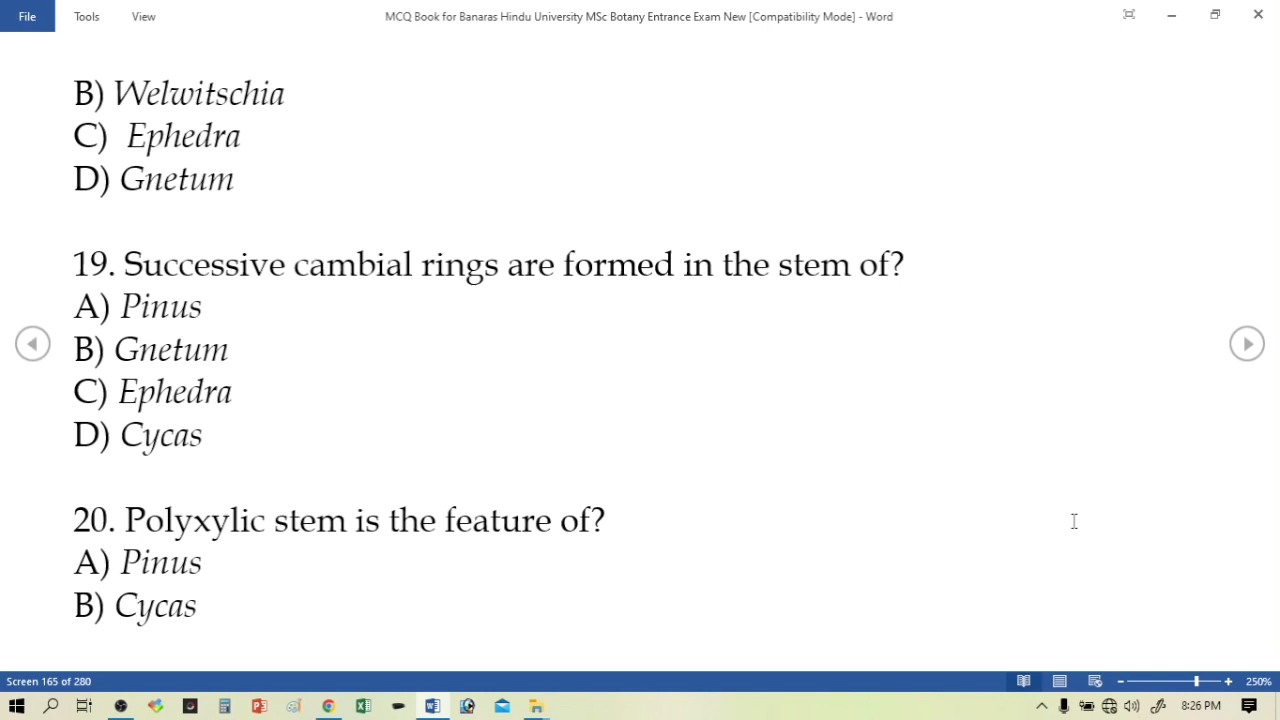 File Tools View MCQ Book for Banaras Hindu University MSc Botany Entrance Exam New [Compatibility Mode] - Word
B) Welwitschia
C) Ephedra
D) Gnetum
19. Successive cambial rings are formed in the stem of?
A) Pinus
B) Gnetum
C) Ephedra
D) Cycas
20. Polyxylic stem is the feature of?
A) Pinus
B) Cycas
Screen 165 of 280 250%
8:26 PM